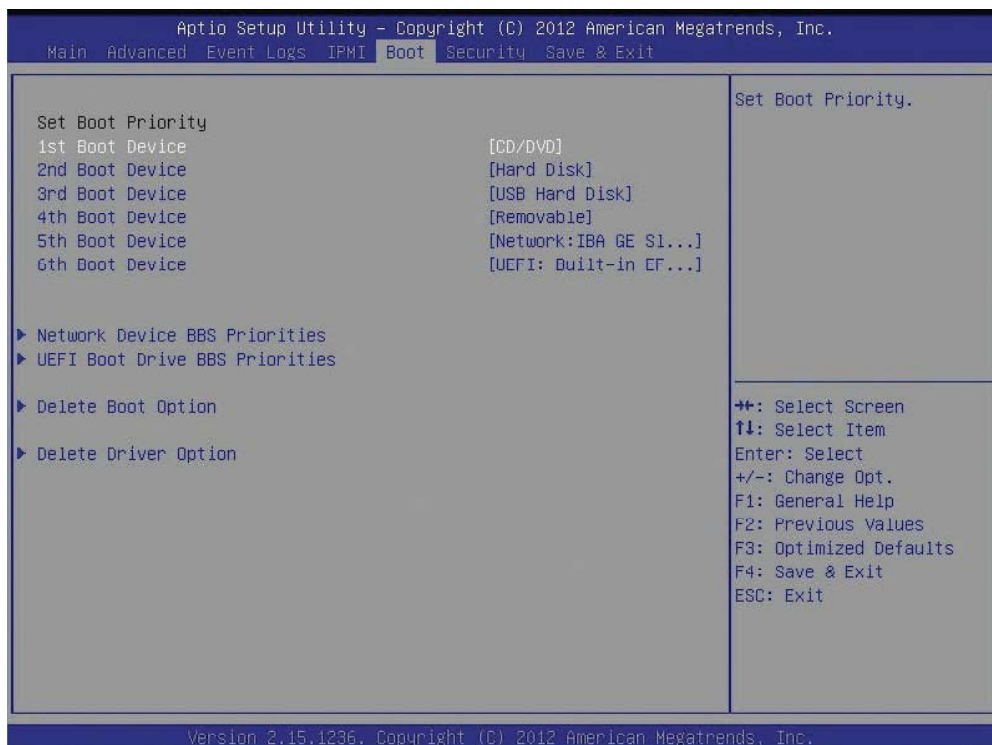 Aptio Setup Utility – Copyright (C) 2012 American Megatrends, Inc.
Main Advanced Event Logs IPMI Boot Security Save & Exit
Set Boot Priority
1st Boot Device [CD/DVD]
2nd Boot Device [Hard Disk]
3rd Boot Device [USB Hard Disk]
4th Boot Device [Removable]
5th Boot Device [Network:IBA GE Sl...]
6th Boot Device [UEFI: Built-in EF...]
▶ Network Device BBS Priorities
▶ UEFI Boot Drive BBS Priorities
▶ Delete Boot Option
▶ Delete Driver Option
Set Boot Priority.
→←: Select Screen
↑↓: Select Item
Enter: Select
+/-: Change Opt.
F1: General Help
F2: Previous Values
F3: Optimized Defaults
F4: Save & Exit
ESC: Exit
Version 2.15.1236. Copyright (C) 2012 American Megatrends, Inc.